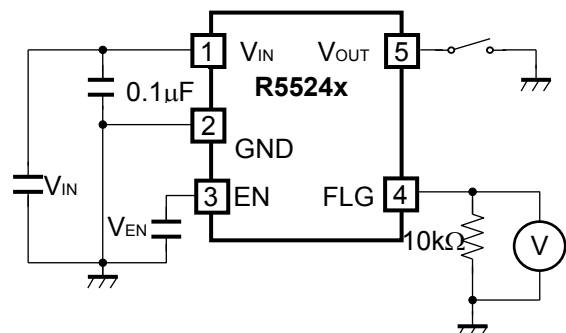 1 VIN VOUT 5
R5524x
0.1μF
2
GND
VIN
3 EN FLG 4
VEN
10kΩ V